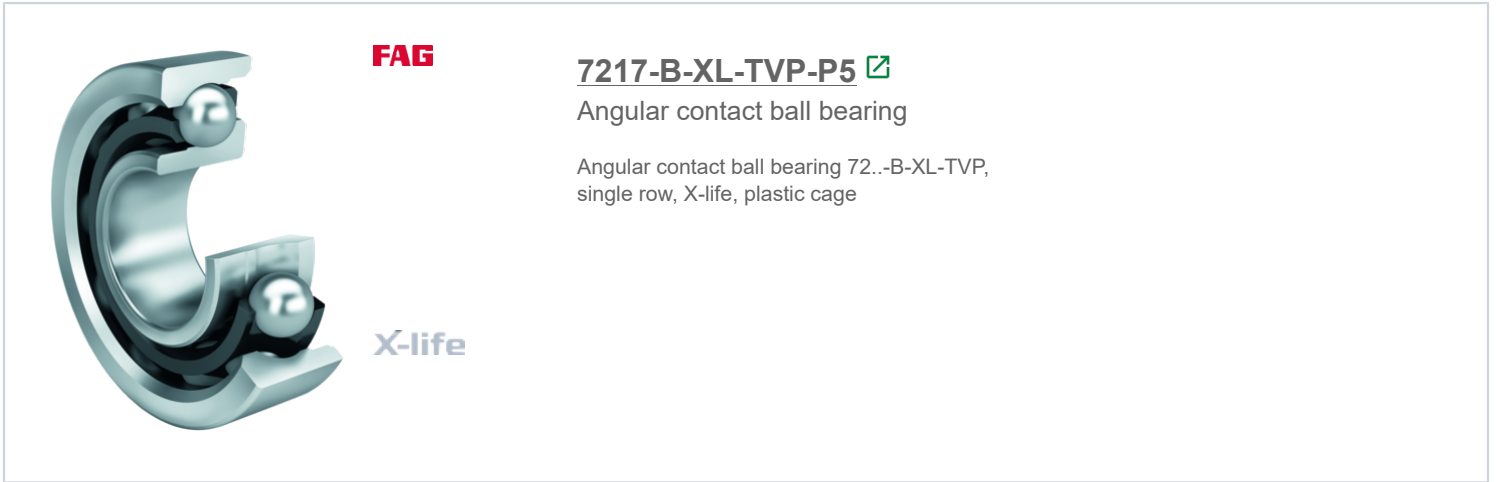 FAG
7217-B-XL-TVP-P5
Angular contact ball bearing
Angular contact ball bearing 72..-B-XL-TVP,
single row, X-life, plastic cage
X-life